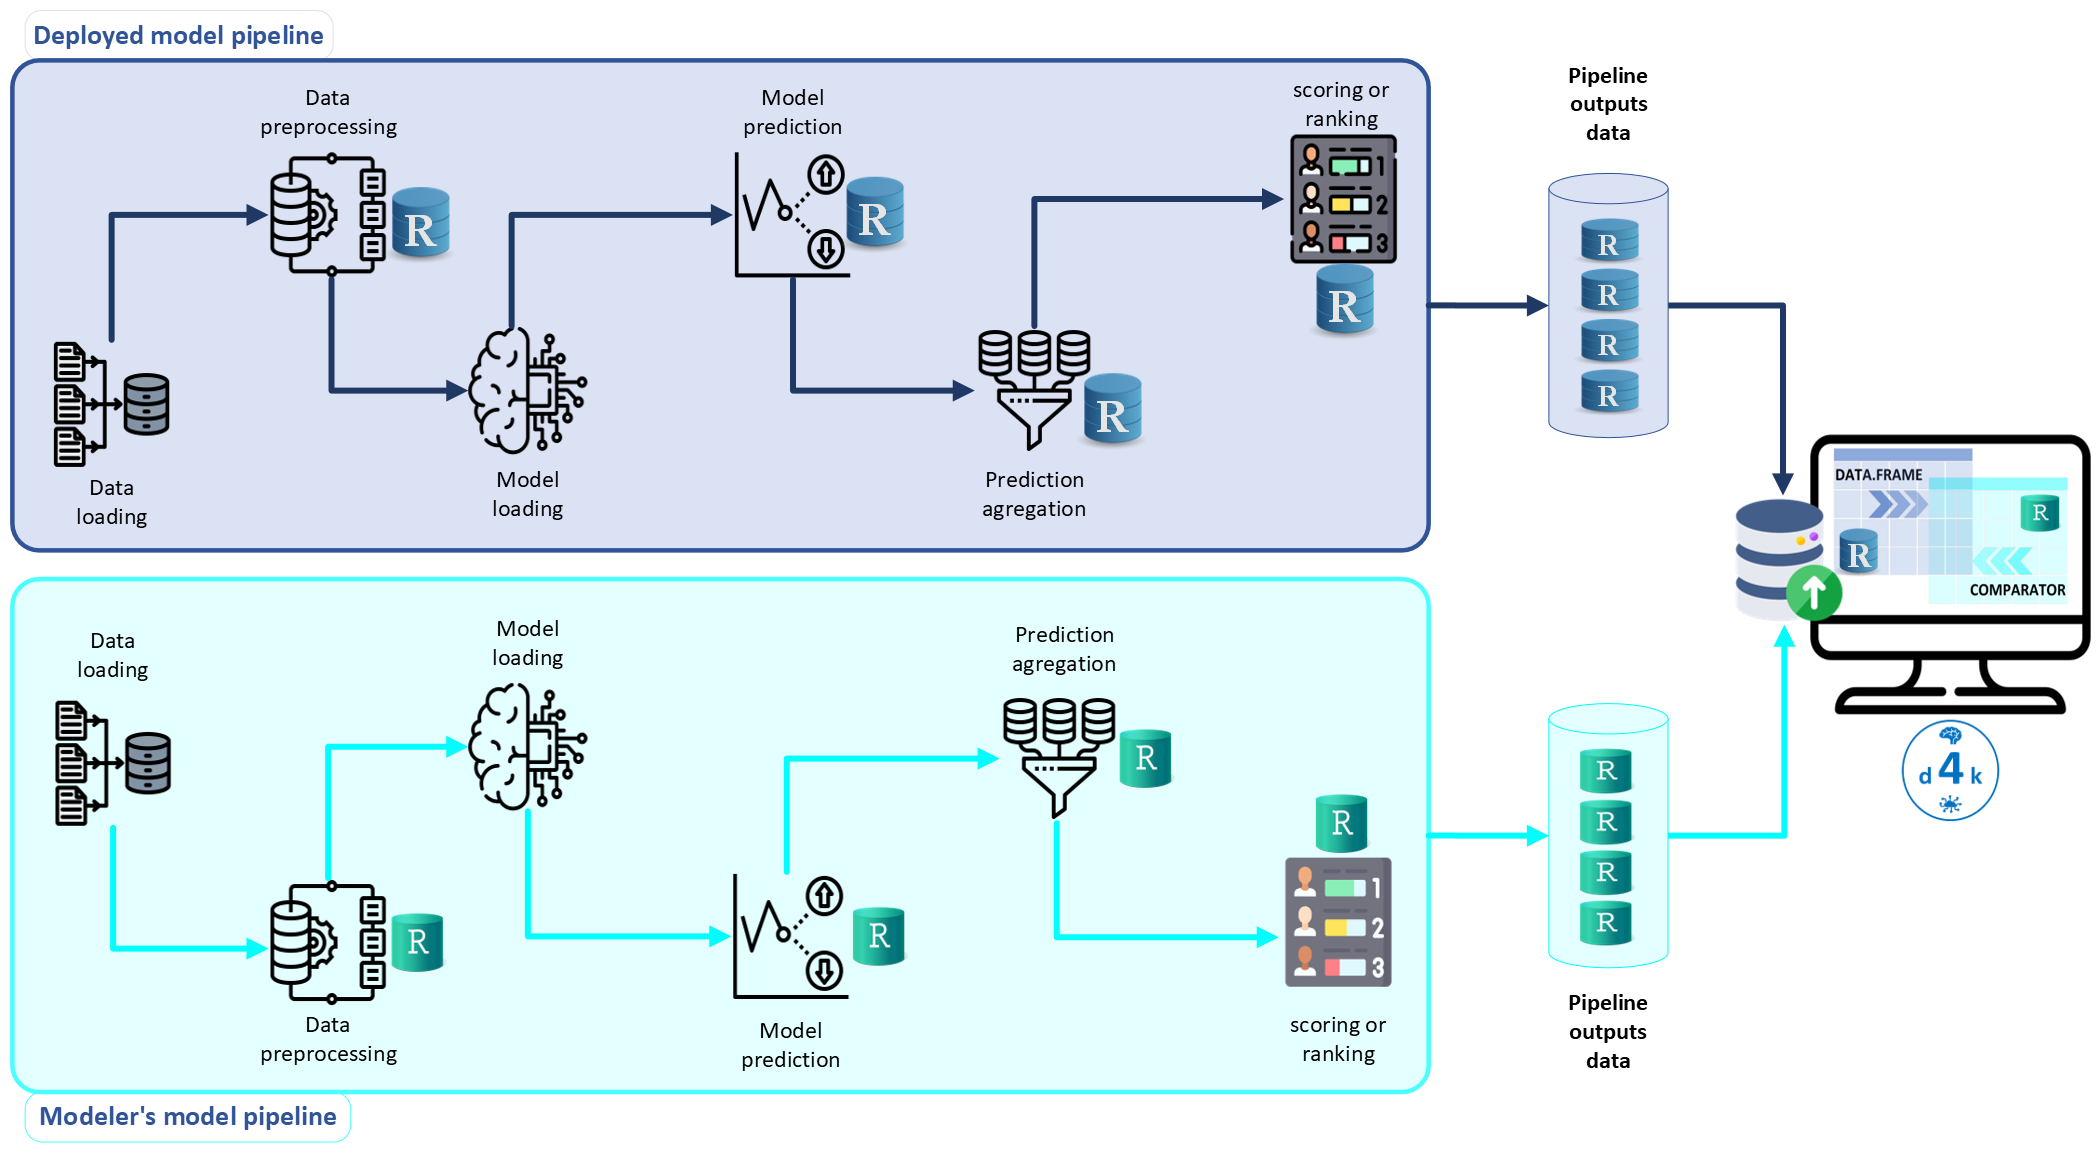 Deployed model pipeline
Data
preprocessing
R
Model
prediction
R
scoring or
ranking
1
2
3
R
Data
loading
Model
loading
Prediction
agregation
R
Pipeline
outputs
data
R
R
R
R
DATA.FRAME
R
R
COMPARATOR
d4k
Data
loading
Model
loading
Prediction
agregation
R
Data
preprocessing
R
Model
prediction
R
R
1
2
3
scoring or
ranking
R
R
R
R
Pipeline
outputs
data
Modeler's model pipeline